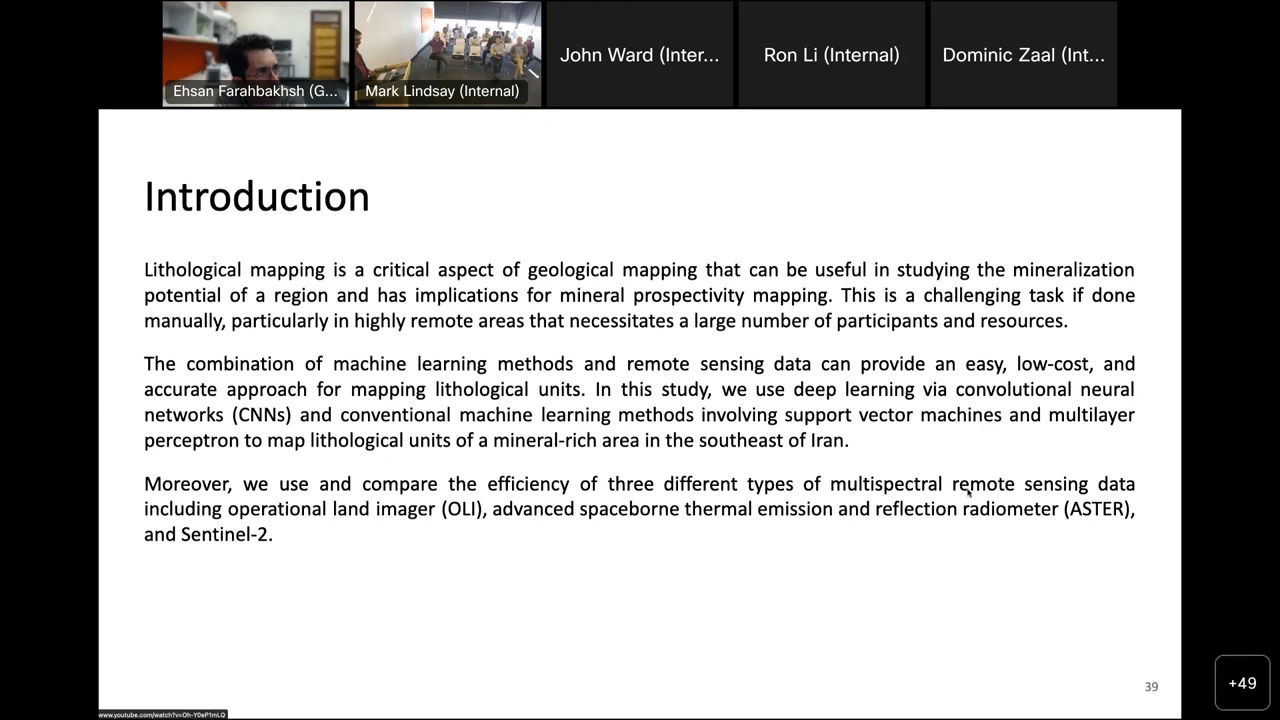 Ehsan Farahbakhsh (G...
Mark Lindsay (Internal)
John Ward (Inter...
Ron Li (Internal)
Dominic Zaal (Int...
Introduction
Lithological mapping is a critical aspect of geological mapping that can be useful in studying the mineralization
potential of a region and has implications for mineral prospectivity mapping. This is a challenging task if done
manually, particularly in highly remote areas that necessitates a large number of participants and resources.
The combination of machine learning methods and remote sensing data can provide an easy, low-cost, and
accurate approach for mapping lithological units. In this study, we use deep learning via convolutional neural
networks (CNNs) and conventional machine learning methods involving support vector machines and multilayer
perceptron to map lithological units of a mineral-rich area in the southeast of Iran.
Moreover, we use and compare the efficiency of three different types of multispectral remote sensing data
including operational land imager (OLI), advanced spaceborne thermal emission and reflection radiometer (ASTER),
and Sentinel-2.
39
+49
www.youtube.com/watch?v=Oh-Y0eP1mLQ